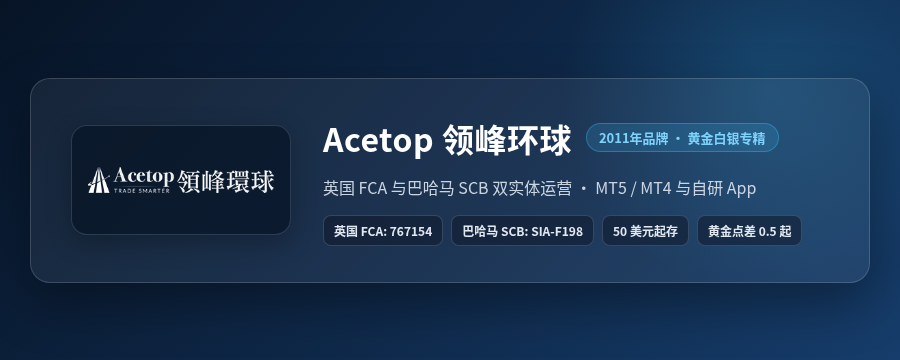 Acetop 領峰環球
TRADE SMARTER
Acetop 领峰环球
2011年品牌 · 黄金白银专精
英国 FCA 与巴哈马 SCB 双实体运营 · MT5 / MT4 与自研 App
英国 FCA: 767154
巴哈马 SCB: SIA-F198
50 美元起存
黄金点差 0.5 起